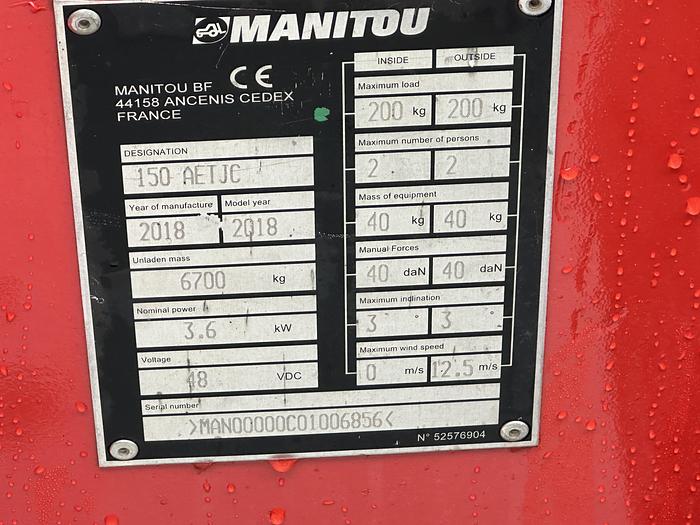 MANITOU
MANITOU BF CE
44158 ANCENIS CEDEX
FRANCE
DESIGNATION
150 AETJC
Year of manufacture Model year
2018 2018
Unladen mass
6700 kg
Nominal power
3.6 kW
Voltage
48 VDC
INSIDE OUTSIDE
Maximum load
200 kg 200 kg
Maximum number of persons
2 2
Mass of equipment
40 kg 40 kg
Manual Forces
40 daN 40 daN
Maximum inclination
3 ° 3 °
Maximum wind speed
0 m/s 12.5 m/s
Serial number
>MAN00000C01006856<
N° 52576904